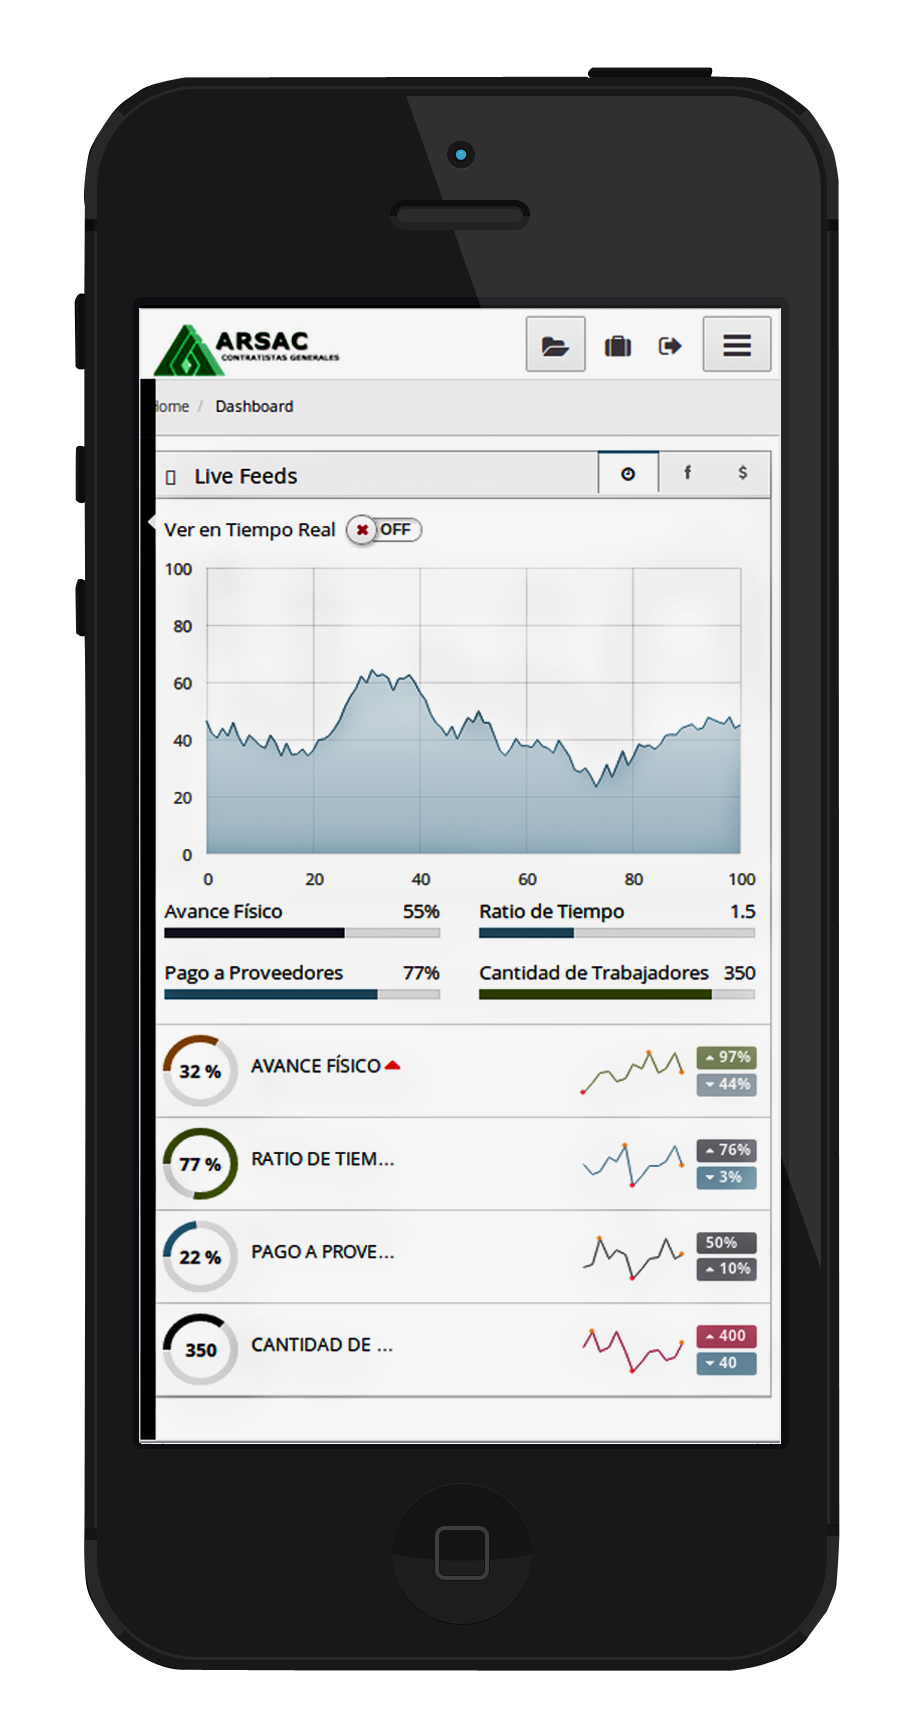 ARSAC
CONTRATISTAS GENERALES
Home / Dashboard
Live Feeds
f
$
Ver en Tiempo Real
OFF
100
80
60
40
20
0
0 20 40 60 80 100
Avance Físico 55%
Ratio de Tiempo 1.5
Pago a Proveedores 77%
Cantidad de Trabajadores 350
32 %
AVANCE FÍSICO
97%
44%
77 %
RATIO DE TIEM...
76%
3%
22 %
PAGO A PROVE...
50%
10%
350
CANTIDAD DE ...
400
40